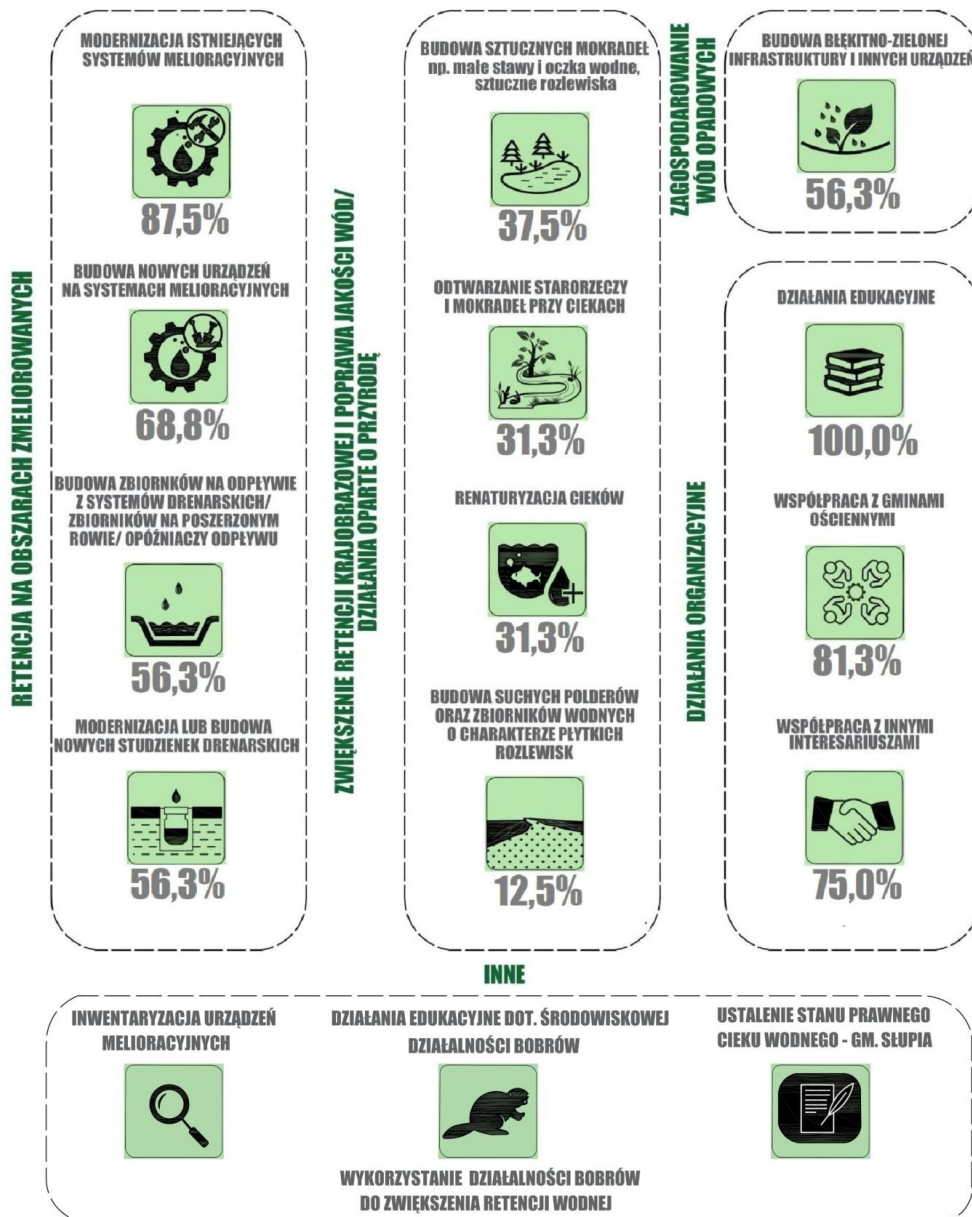 RETENCJA NA OBSZARACH ZMELIOROWANYCH
MODERNIZACJA ISTNIEJĄCYCH
SYSTEMÓW MELIORACYJNYCH
87,5%
BUDOWA NOWYCH URZĄDZEŃ
NA SYSTEMACH MELIORACYJNYCH
68,8%
BUDOWA ZBIORNKÓW NA ODPŁYWIE
Z SYSTEMÓW DRENARSKICH/
ZBIORNIKÓW NA POSZERZONYM
ROWIE/ OPÓŹNIACZY ODPŁYWU
56,3%
MODERNIZACJA LUB BUDOWA
NOWYCH STUDZIENEK DRENARSKICH
56,3%
ZWIĘKSZENIE RETENCJI KRAJOBRAZOWEJ I POPRAWA JAKOŚCI WÓD/
DZIAŁANIA OPARTE O PRZYRODĘ
BUDOWA SZTUCZNYCH MOKRADEŁ
np. małe stawy i oczka wodne,
sztuczne rozlewiska
37,5%
ODTWARZANIE STARORZECZY
I MOKRADEŁ PRZY CIEKACH
31,3%
RENATURYZACJA CIEKÓW
31,3%
BUDOWA SUCHYCH POLDERÓW
ORAZ ZBIORNIKÓW WODNYCH
O CHARAKTERZE PŁYTKICH
ROZLEWISK
12,5%
ZAGOSPODAROWANIE
WÓD OPADOWYCH
BUDOWA BŁĘKITNO-ZIELONEJ
INFRASTRUKTURY I INNYCH URZĄDZEŃ
56,3%
DZIAŁANIA ORGANIZACYJNE
DZIAŁANIA EDUKACYJNE
100,0%
WSPÓŁPRACA Z GMINAMI
OŚCIENNYMI
81,3%
WSPÓŁPRACA Z INNYMI
INTERESARIUSZAMI
75,0%
INNE
INWENTARYZACJA URZĄDZEŃ
MELIORACYJNYCH
DZIAŁANIA EDUKACYJNE DOT. ŚRODOWISKOWEJ
DZIAŁALNOŚCI BOBRÓW
WYKORZYSTANIE DZIAŁALNOŚCI BOBRÓW
DO ZWIĘKSZENIA RETENCJI WODNEJ
USTALENIE STANU PRAWNEGO
CIEKU WODNEGO - GM. SŁUPIA